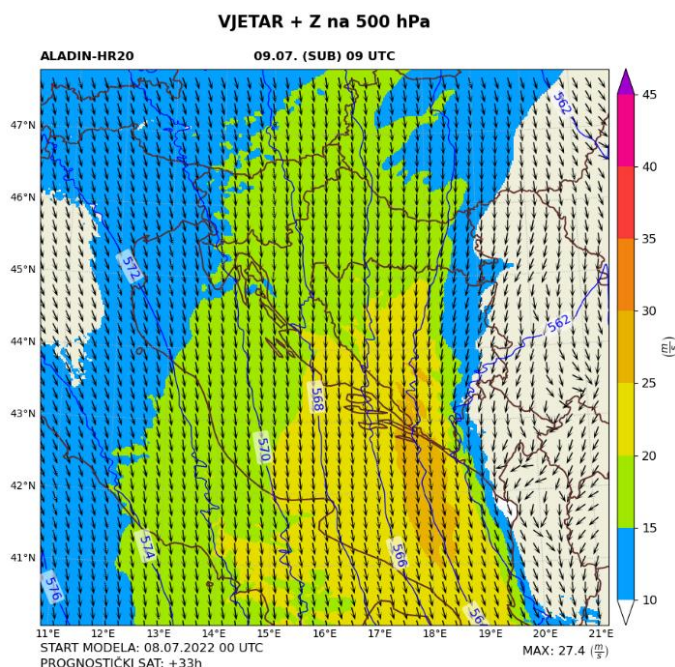 VJETAR + Z na 500 hPa
ALADIN-HR20 09.07. (SUB) 09 UTC
45
562
47°N
40
46°N
35
45°N
572
30
44°N
562
(m/s)
25
43°N
568
570
20
42°N
15
574
566
41°N
576
56
10
11°E 12°E 13°E 14°E 15°E 16°E 17°E 18°E 19°E 20°E 21°E
START MODELA: 08.07.2022 00 UTC MAX: 27.4 (m/s)
PROGNOSTIČKI SAT: +33h